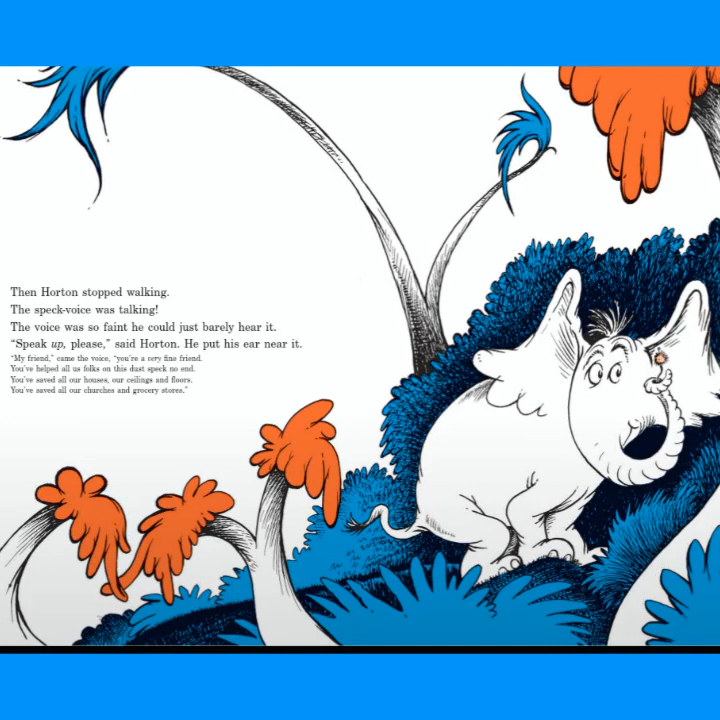 Then Horton stopped walking.
The speck-voice was talking!
The voice was so faint he could just barely hear it.
“Speak up, please,” said Horton. He put his ear near it.
“My friend,” came the voice, “you’re a very fine friend.
You’ve helped all us folks on this dust speck no end.
You’ve saved all our houses, our ceilings and floors.
You’ve saved all our churches and grocery stores.”